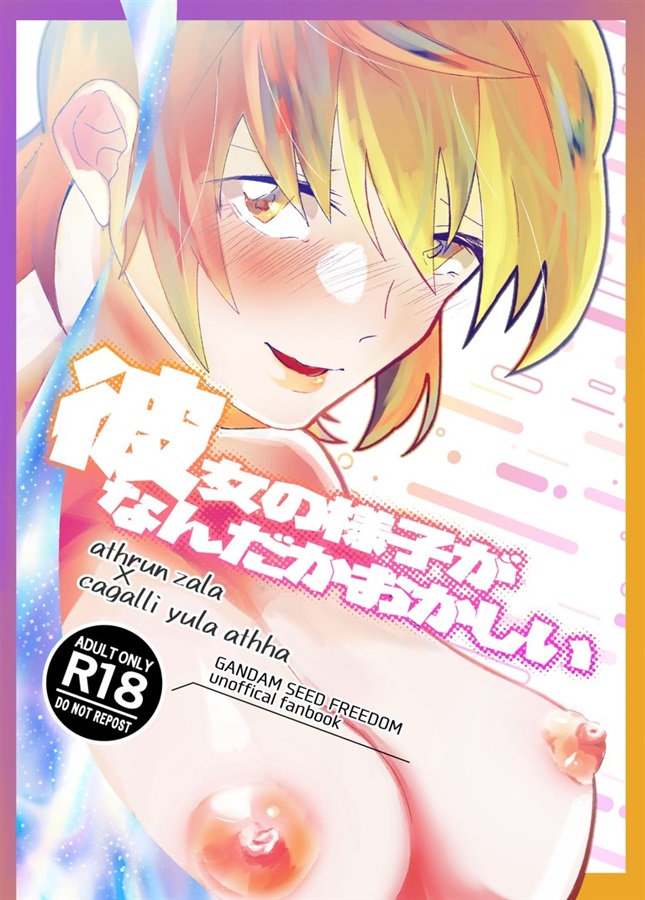 彼女の様子が
なんだかおかしい
athrun zala
×
cagalli yula athha
ADULT ONLY
R18
DO NOT REPOST
GANDAM SEED FREEDOM
unoffical fanbook